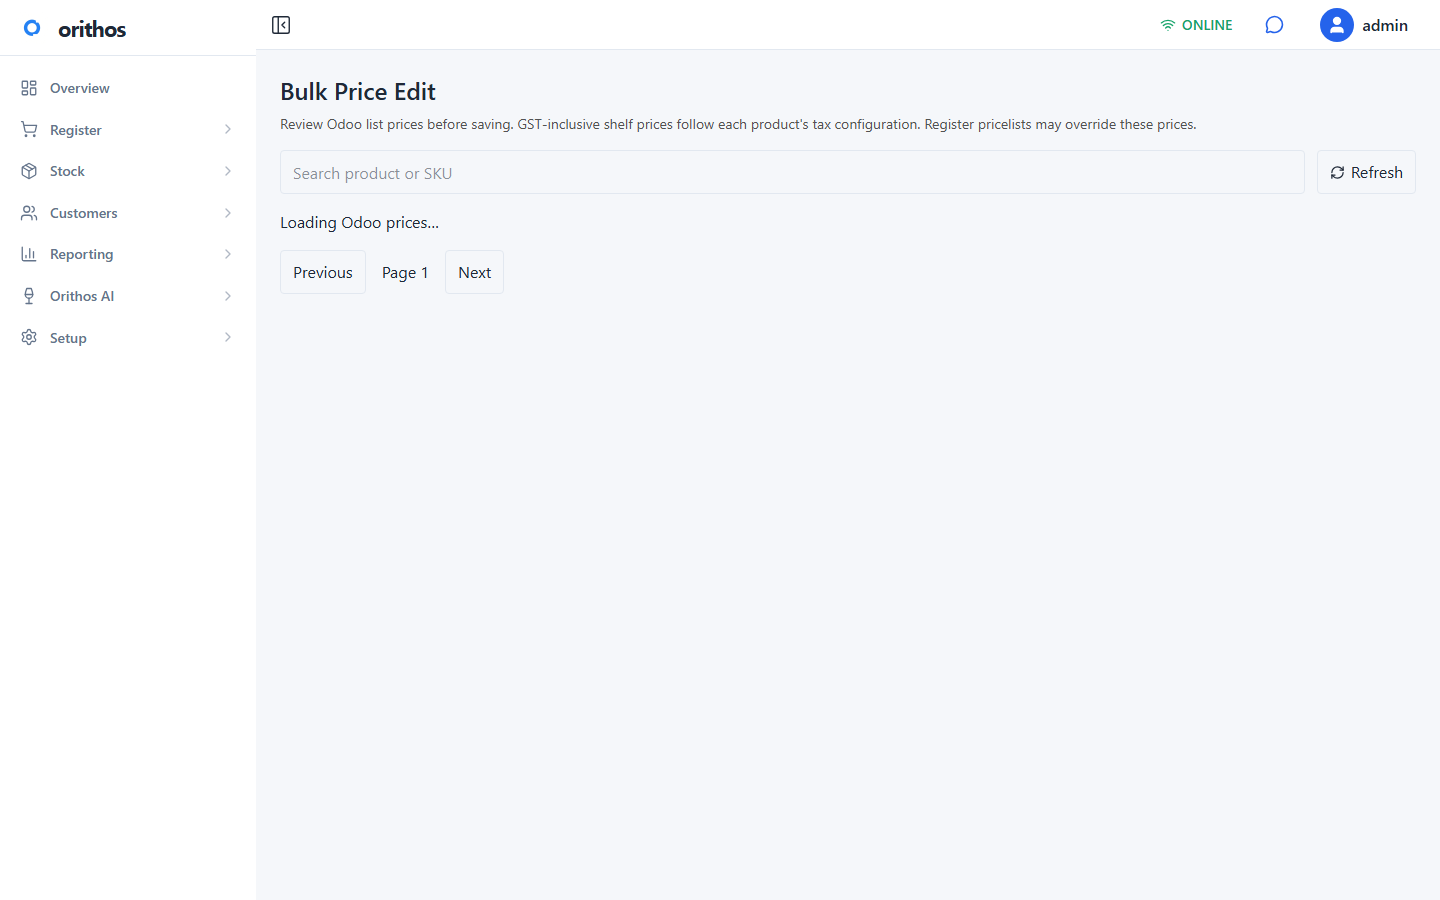 orithos
ONLINE
admin
Overview
Register
Stock
Customers
Reporting
Orithos AI
Setup
Bulk Price Edit
Review Odoo list prices before saving. GST-inclusive shelf prices follow each product's tax configuration. Register pricelists may override these prices.
Search product or SKU
Refresh
Loading Odoo prices...
Previous Page 1 Next